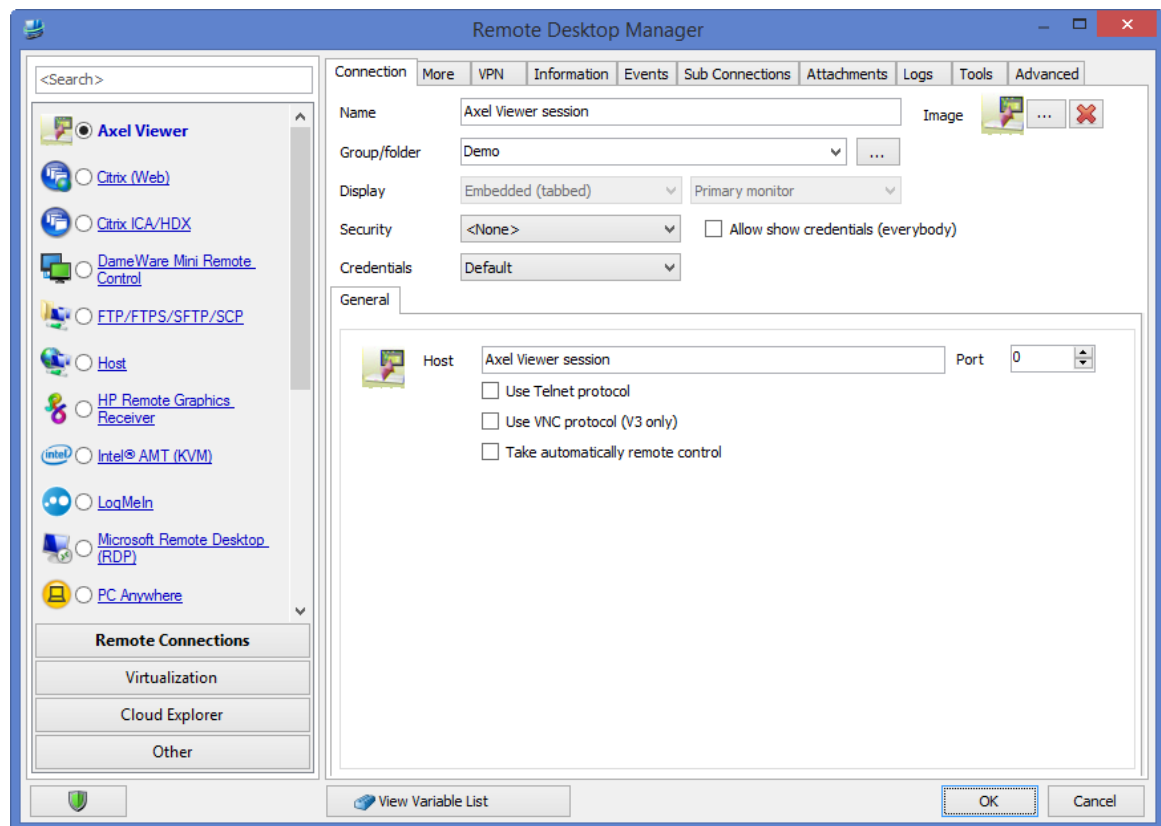 Remote Desktop Manager
<Search>
Axel Viewer
Citrix (Web)
Citrix ICA/HDX
DameWare Mini Remote
Control
FTP/FTPS/SFTP/SCP
Host
HP Remote Graphics
Receiver
intel
Intel® AMT (KVM)
LogMeIn
Microsoft Remote Desktop
(RDP)
PC Anywhere
Remote Connections
Virtualization
Cloud Explorer
Other
Connection More VPN Information Events Sub Connections Attachments Logs Tools Advanced
Name Axel Viewer session Image ...
Group/folder Demo ...
Display Embedded (tabbed) Primary monitor
Security <None> Allow show credentials (everybody)
Credentials Default
General
Host Axel Viewer session Port 0
Use Telnet protocol
Use VNC protocol (V3 only)
Take automatically remote control
View Variable List OK Cancel